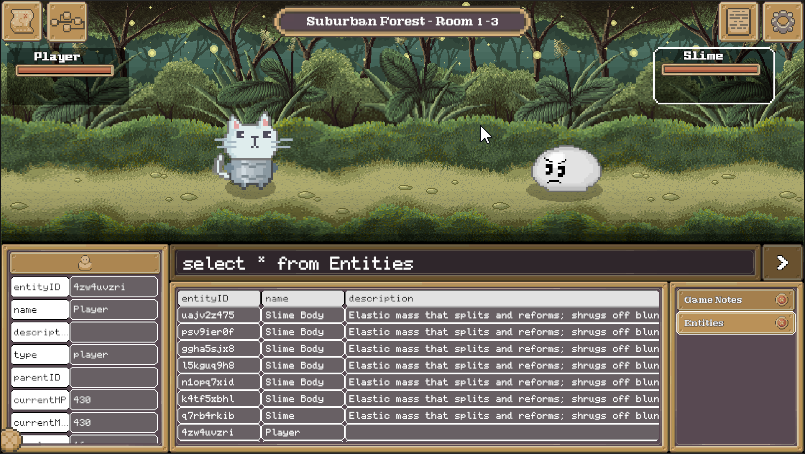 Suburban Forest - Room 1-3
Player
Slime
select * from Entities
entityID 4zw4uvzri
name Player
descript...
type player
parentID
currentHP 430
currentM... 430
entityID name description
uajv2z475 Slime Body Elastic mass that splits and reforms; shrugs off blun
psv9ier0f Slime Body Elastic mass that splits and reforms; shrugs off blun
ggha5sjx8 Slime Body Elastic mass that splits and reforms; shrugs off blun
l5kguq9h8 Slime Body Elastic mass that splits and reforms; shrugs off blun
n1opq7xid Slime Body Elastic mass that splits and reforms; shrugs off blun
k4tf5xbhl Slime Body Elastic mass that splits and reforms; shrugs off blun
q7rb4rkib Slime Elastic mass that splits and reforms; shrugs off blun
4zw4uvzri Player
Game Notes
Entities